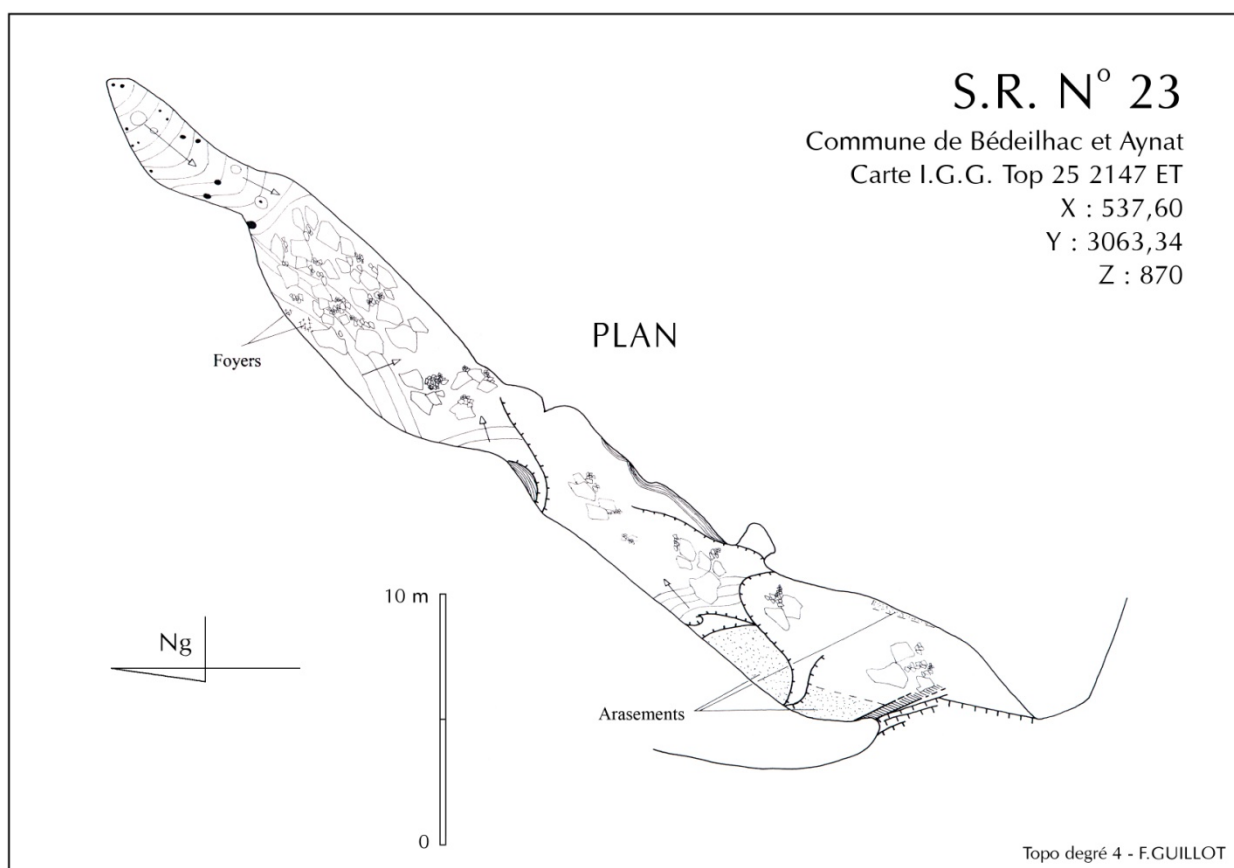 S.R. N° 23
Commune de Bédeilhac et Aynat
Carte I.G.G. Top 25 2147 ET
X : 537,60
Y : 3063,34
Z : 870
PLAN
Foyers
10 m
Ng
Arasements
0
Topo degré 4 - F.GUILLOT